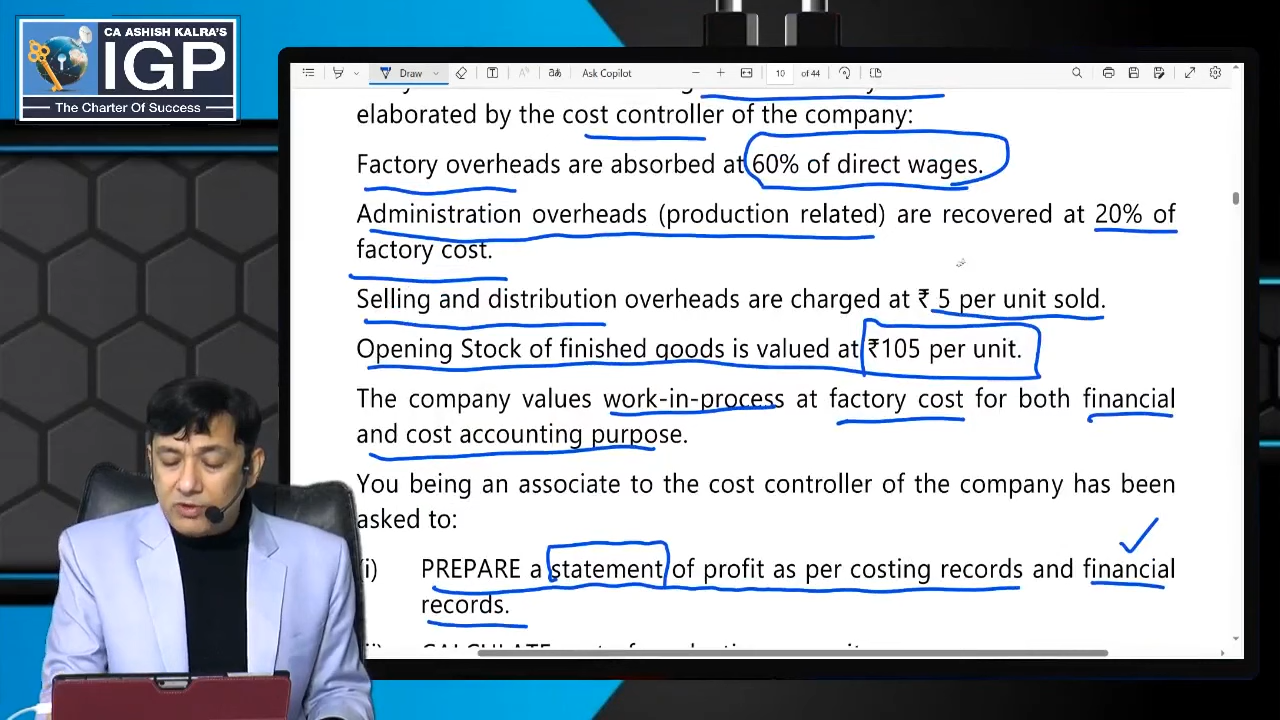 CA ASHISH KALRA'S
IGP
The Charter Of Success
Draw
Ask Copilot
10 of 44
elaborated by the cost controller of the company:
Factory overheads are absorbed at 60% of direct wages.
Administration overheads (production related) are recovered at 20% of
factory cost.
Selling and distribution overheads are charged at ₹ 5 per unit sold.
Opening Stock of finished goods is valued at ₹105 per unit.
The company values work-in-process at factory cost for both financial
and cost accounting purpose.
You being an associate to the cost controller of the company has been
asked to:
(i) PREPARE a statement of profit as per costing records and financial
records.